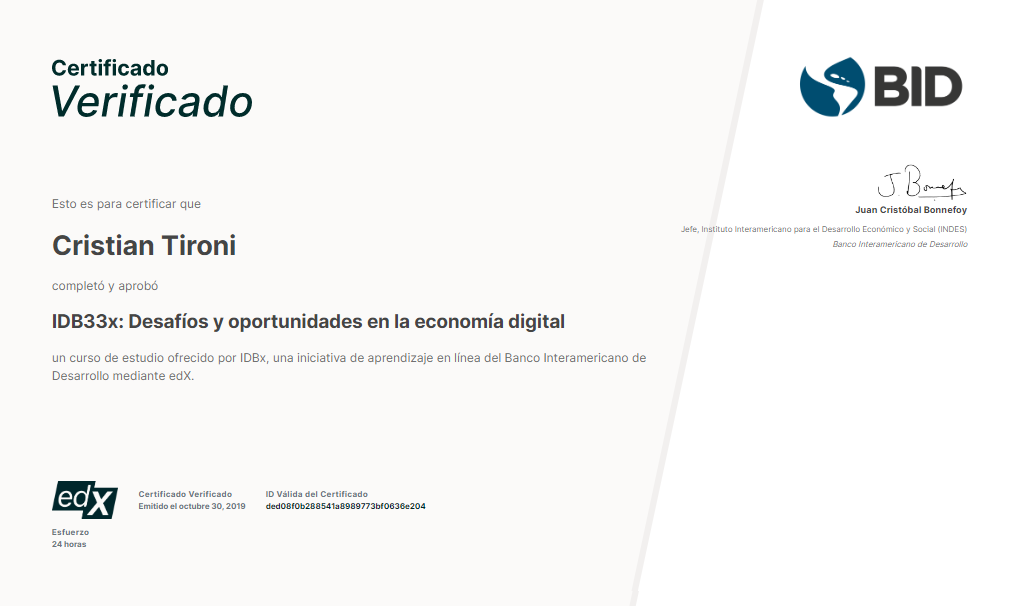 Certificado
Verificado
BID
J. Bonnefoy
Juan Cristóbal Bonnefoy
Jefe, Instituto Interamericano para el Desarrollo Económico y Social (INDES)
Banco Interamericano de Desarrollo
Esto es para certificar que
Cristian Tironi
completó y aprobó
IDB33x: Desafíos y oportunidades en la economía digital
un curso de estudio ofrecido por IDBx, una iniciativa de aprendizaje en línea del Banco Interamericano de
Desarrollo mediante edX.
edX
Certificado Verificado
Emitido el octubre 30, 2019
ID Válida del Certificado
ded08f0b288541a8989773bf0636e204
Esfuerzo
24 horas